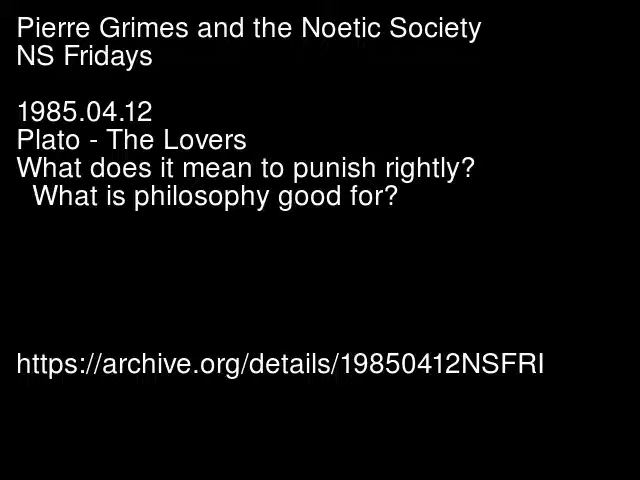 Pierre Grimes and the Noetic Society
NS Fridays
1985.04.12
Plato - The Lovers
What does it mean to punish rightly?
What is philosophy good for?
https://archive.org/details/19850412NSFRI